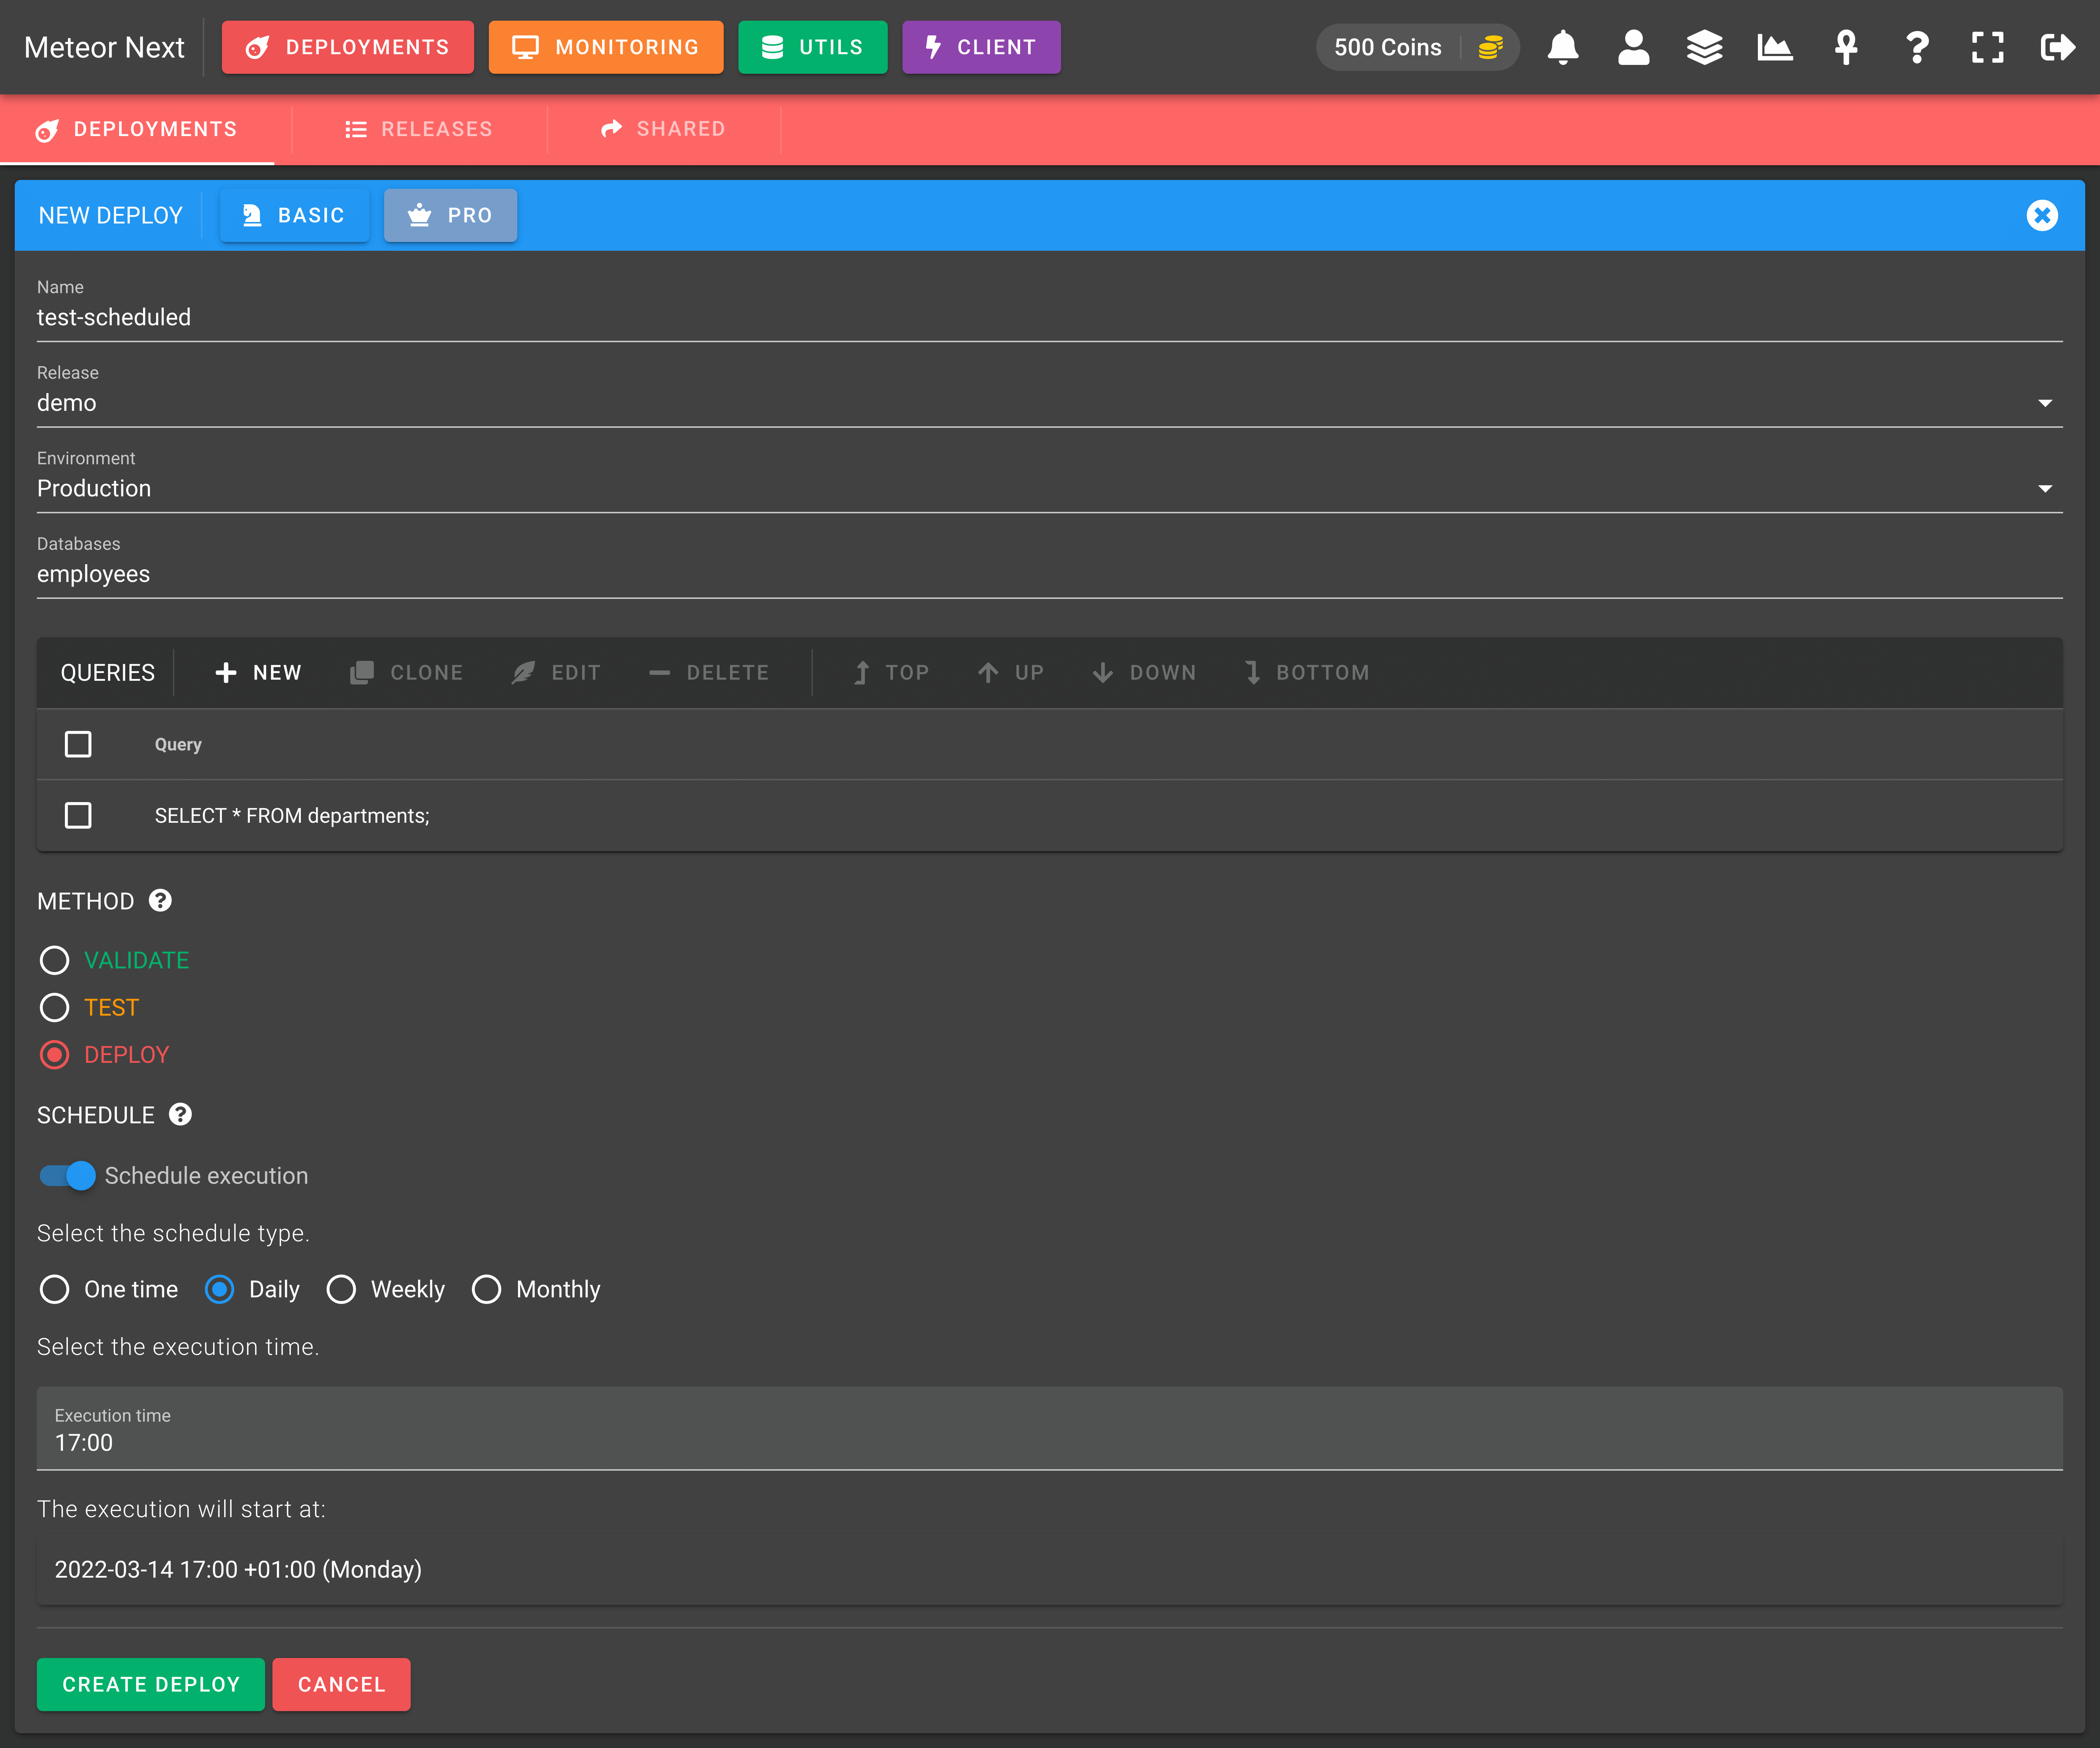 Meteor Next DEPLOYMENTS MONITORING UTILS CLIENT 500 Coins
DEPLOYMENTS RELEASES SHARED
NEW DEPLOY BASIC PRO
Name
test-scheduled
Release
demo
Environment
Production
Databases
employees
QUERIES NEW CLONE EDIT DELETE TOP UP DOWN BOTTOM
Query
SELECT * FROM departments;
METHOD
VALIDATE
TEST
DEPLOY
SCHEDULE
Schedule execution
Select the schedule type.
One time Daily Weekly Monthly
Select the execution time.
Execution time
17:00
The execution will start at:
2022-03-14 17:00 +01:00 (Monday)
CREATE DEPLOY CANCEL